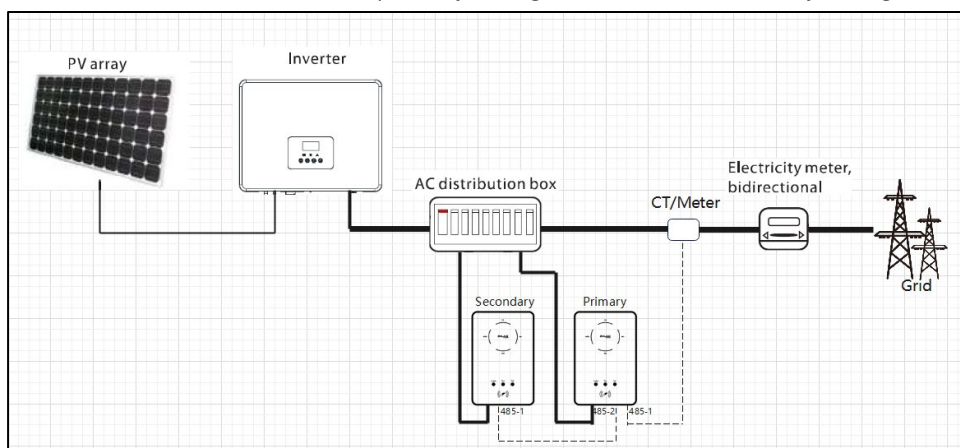 PV array
Inverter
AC distribution box
CT/Meter
Electricity meter,
bidirectional
Grid
Secondary
Primary
485-1
485-2
485-1